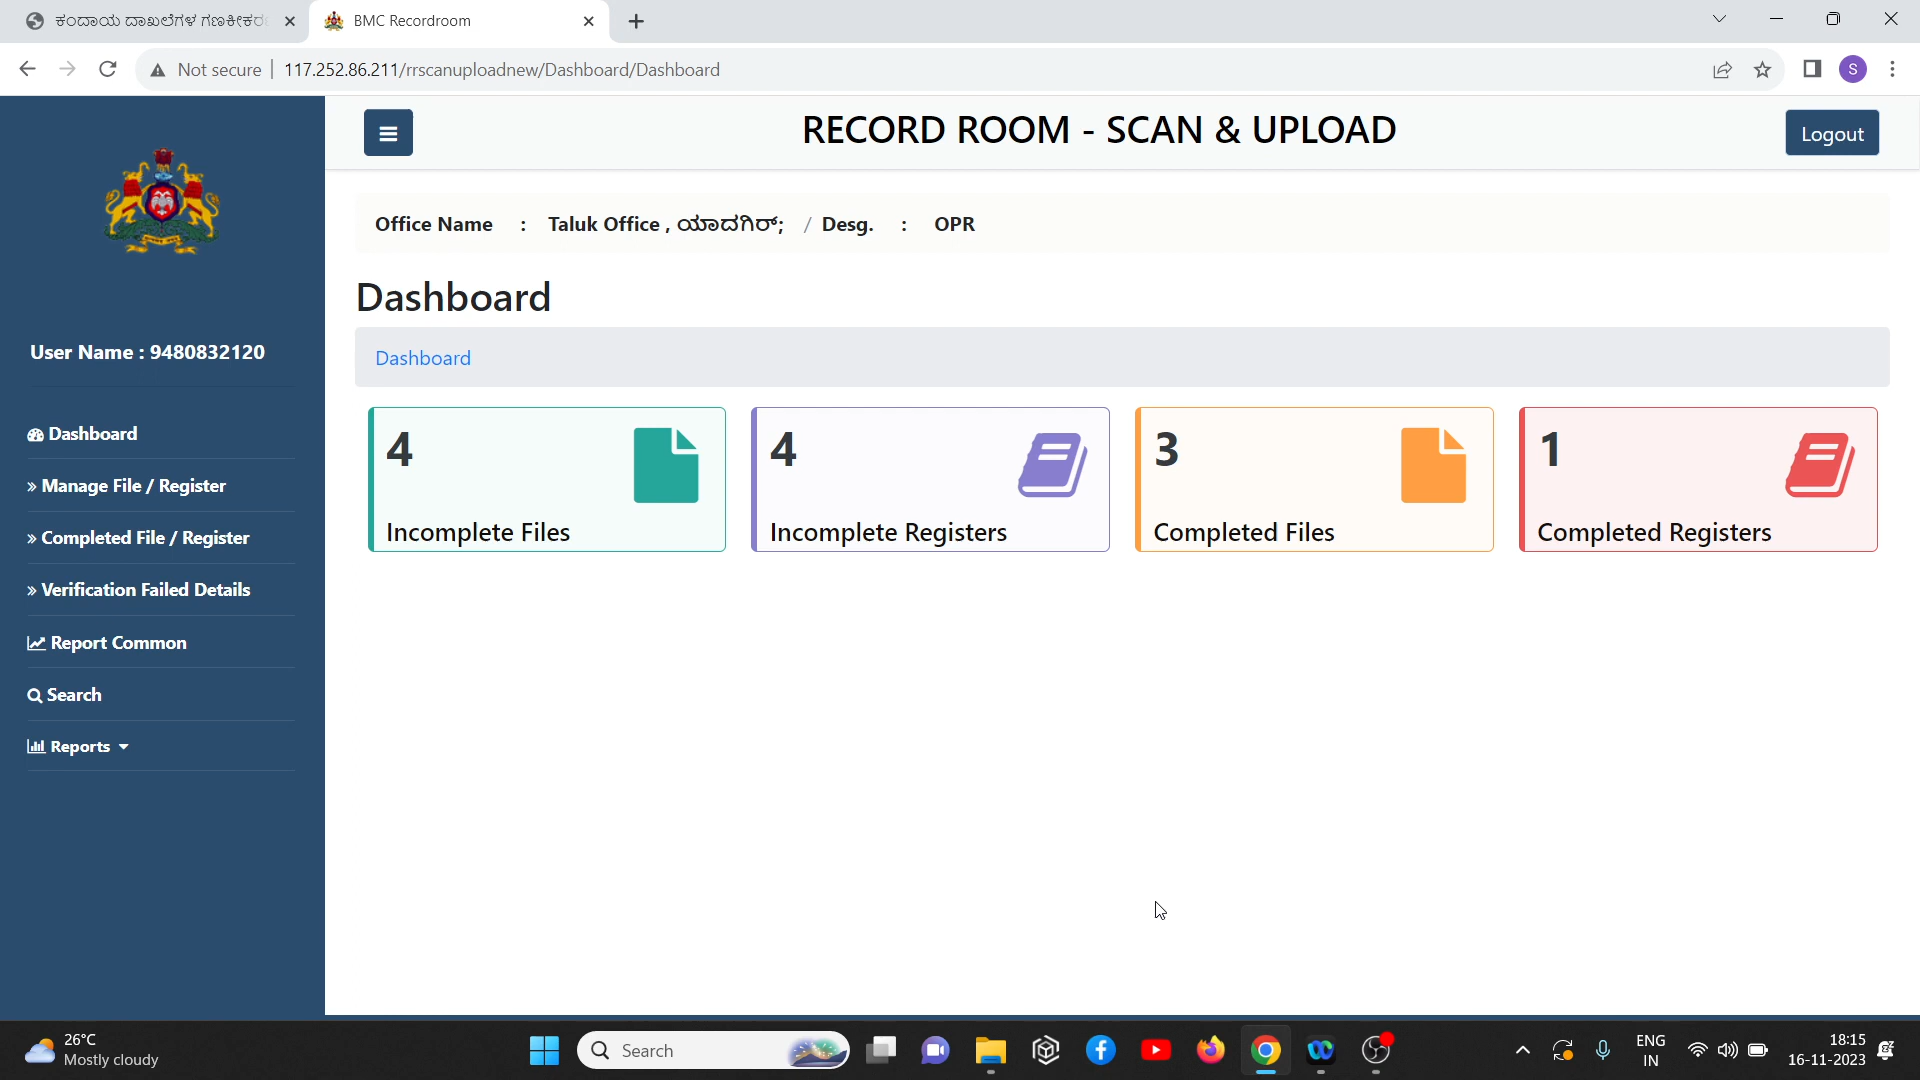 ಕಂದಾಯ ದಾಖಲೆಗಳ ಗಣಕೀಕರ
BMC Recordroom
Not secure
117.252.86.211/rrscanuploadnew/Dashboard/Dashboard
S
RECORD ROOM - SCAN & UPLOAD
Logout
Office Name : Taluk Office , ಯಾದಗಿರ್; / Desg. : OPR
Dashboard
User Name : 9480832120
Dashboard
Dashboard
» Manage File / Register
» Completed File / Register
» Verification Failed Details
Report Common
Search
Reports
4
Incomplete Files
4
Incomplete Registers
3
Completed Files
1
Completed Registers
26°C
Mostly cloudy
Search
ENG
IN
18:15
16-11-2023